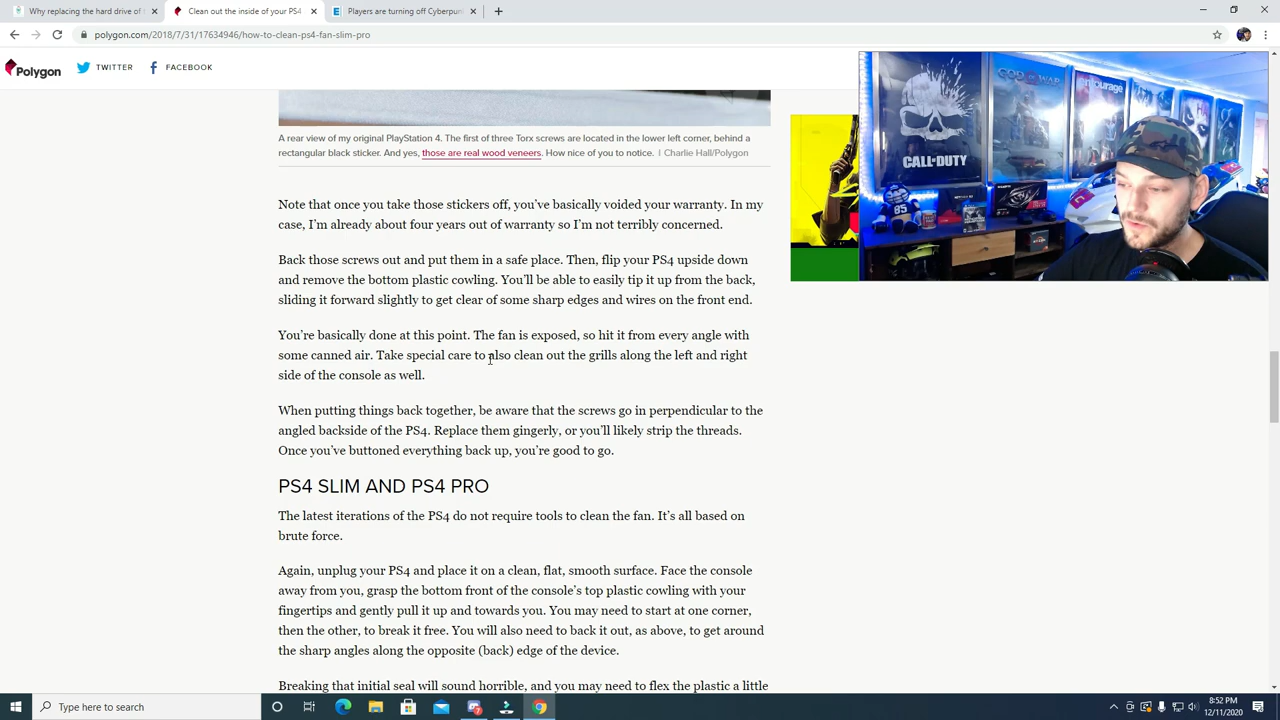 Why replacing the hard drive of t
Clean out the inside of your PS4
Players are turning off Cyberpun
polygon.com/2018/7/31/17634946/how-to-clean-ps4-fan-slim-pro
Polygon
TWITTER
FACEBOOK
A rear view of my original PlayStation 4. The first of three Torx screws are located in the lower left corner, behind a
rectangular black sticker. And yes, those are real wood veneers. How nice of you to notice. | Charlie Hall/Polygon
Note that once you take those stickers off, you’ve basically voided your warranty. In my
case, I’m already about four years out of warranty so I’m not terribly concerned.
Back those screws out and put them in a safe place. Then, flip your PS4 upside down
and remove the bottom plastic cowling. You’ll be able to easily tip it up from the back,
sliding it forward slightly to get clear of some sharp edges and wires on the front end.
You’re basically done at this point. The fan is exposed, so hit it from every angle with
some canned air. Take special care to also clean out the grills along the left and right
side of the console as well.
When putting things back together, be aware that the screws go in perpendicular to the
angled backside of the PS4. Replace them gingerly, or you’ll likely strip the threads.
Once you’ve buttoned everything back up, you’re good to go.
PS4 SLIM AND PS4 PRO
The latest iterations of the PS4 do not require tools to clean the fan. It’s all based on
brute force.
Again, unplug your PS4 and place it on a clean, flat, smooth surface. Face the console
away from you, grasp the bottom front of the console’s top plastic cowling with your
fingertips and gently pull it up and towards you. You may need to start at one corner,
then the other, to break it free. You will also need to back it out, as above, to get around
the sharp angles along the opposite (back) edge of the device.
Breaking that initial seal will sound horrible, and you may need to flex the plastic a little
CALL·DUTY
GOD OF WAR
entourage
85
Type here to search
8:52 PM
12/11/2020